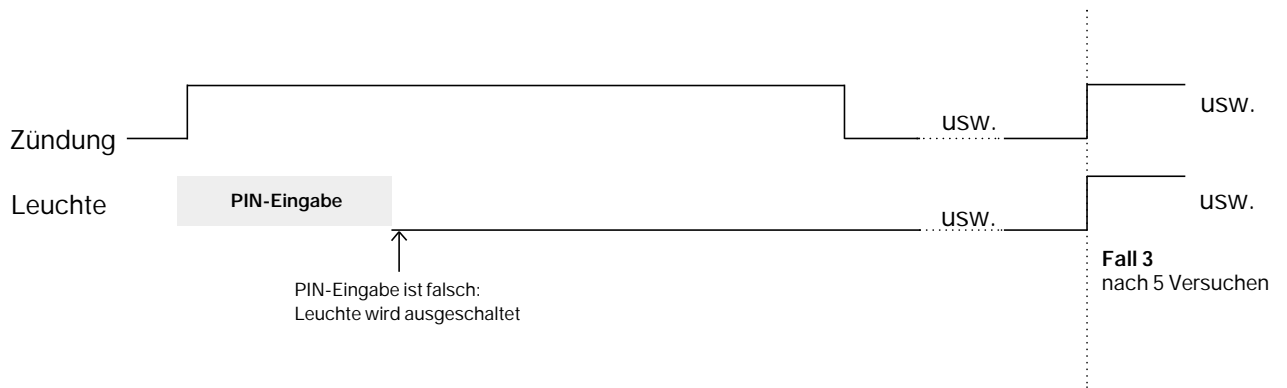 usw.
usw.
Zündung
Leuchte
PIN-Eingabe
usw.
usw.
Fall 3
nach 5 Versuchen
PIN-Eingabe ist falsch:
Leuchte wird ausgeschaltet